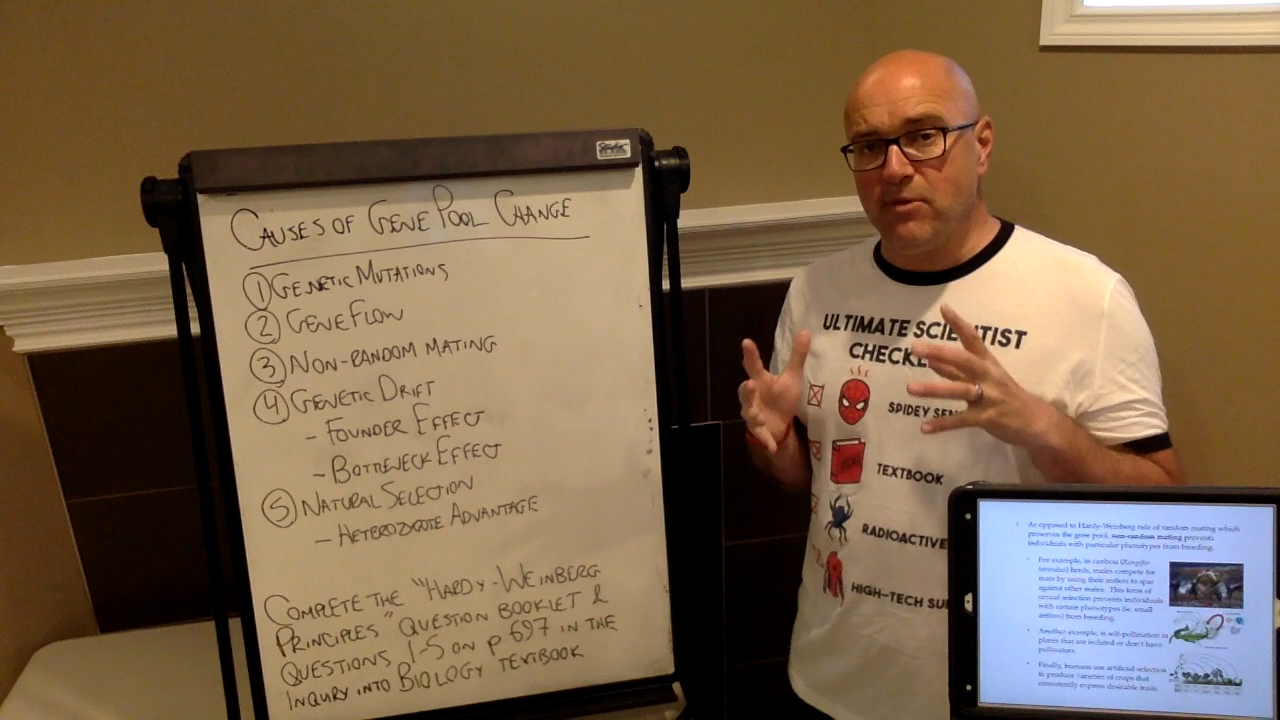 CAUSES OF GENE POOL CHANGE
① GENETIC MUTATIONS
② GENE FLOW
③ NON-RANDOM MATING
④ GENETIC DRIFT
- FOUNDER EFFECT
- BOTTLENECK EFFECT
⑤ NATURAL SELECTION
- HETEROZYGOTE ADVANTAGE
COMPLETE THE "HARDY-WEINBERG
PRINCIPLES" QUESTION BOOKLET &
QUESTIONS 1-5 ON p 697 IN THE
INQUIRY INTO BIOLOGY TEXTBOOK
ULTIMATE SCIENTIST
SPIDEY
TEXTBOOK
RADIOACTIVE
HIGH-TECH
As opposed to Hardy-Weinberg rule of random mating which
preserves the gene pool, non-random mating prevents
individuals with particular phenotypes from breeding.
For example, in caribou (Rangifer
tarandus) herds, males compete for
mate by using their antlers to spar
against other males. This form of
sexual selection prevents individuals
with certain phenotypes (ie. small
antlers) from breeding.
Another example, is self-pollination in
plants that are isolated or don't have
pollinators.
Finally, humans use artificial selection
to produce varieties of crops that
consistently express desirable traits.